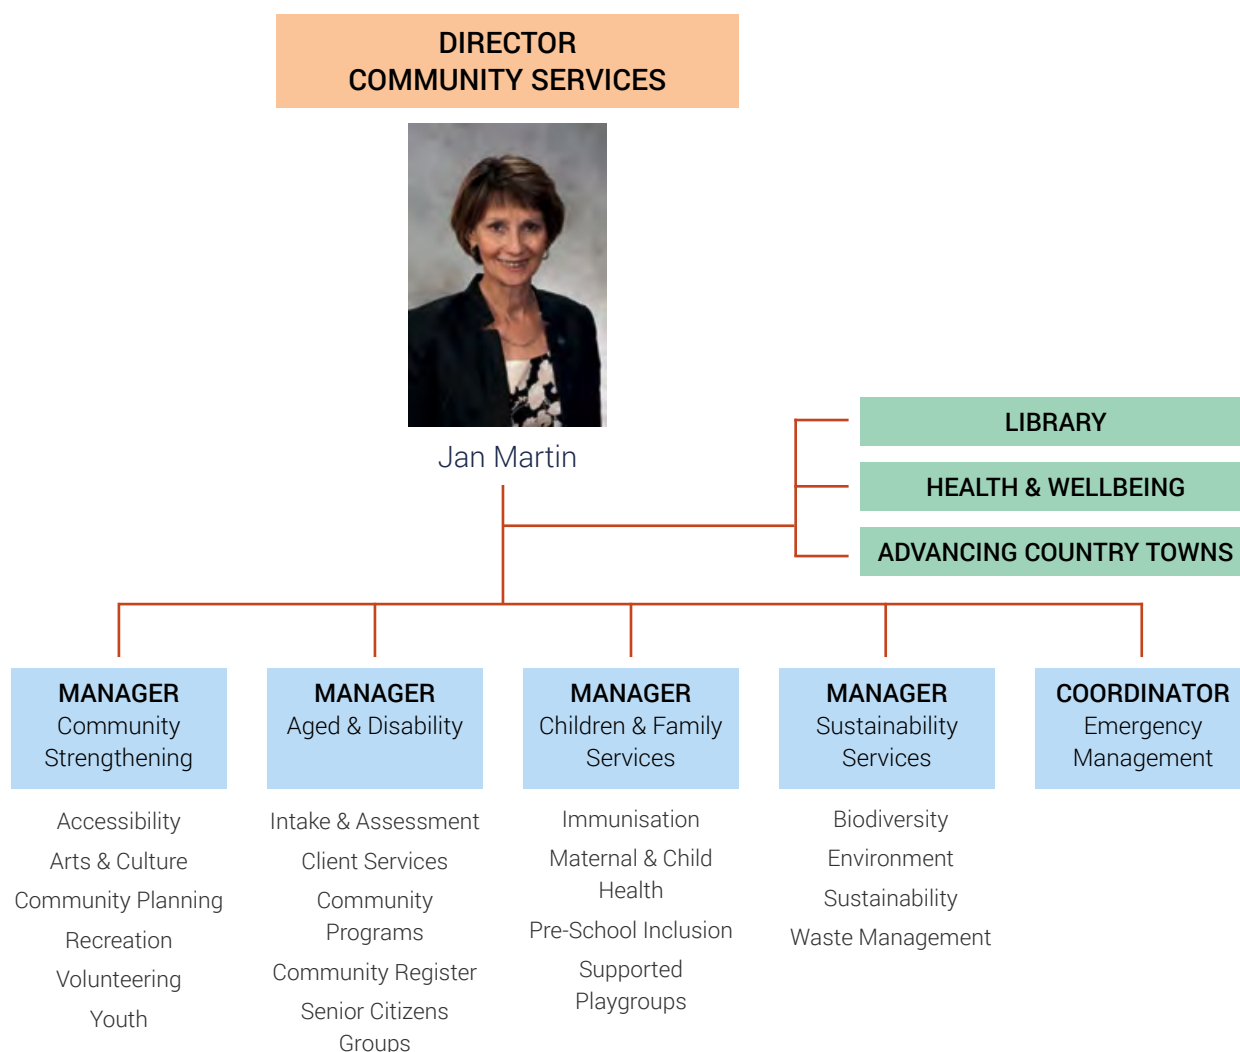 DIRECTOR
COMMUNITY SERVICES
Jan Martin
LIBRARY
HEALTH & WELLBEING
ADVANCING COUNTRY TOWNS
MANAGER
Community
Strengthening
Accessibility
Arts & Culture
Community Planning
Recreation
Volunteering
Youth
MANAGER
Aged & Disability
Intake & Assessment
Client Services
Community
Programs
Community Register
Senior Citizens
Groups
MANAGER
Children & Family
Services
Immunisation
Maternal & Child
Health
Pre-School Inclusion
Supported
Playgroups
MANAGER
Sustainability
Services
Biodiversity
Environment
Sustainability
Waste Management
COORDINATOR
Emergency
Management